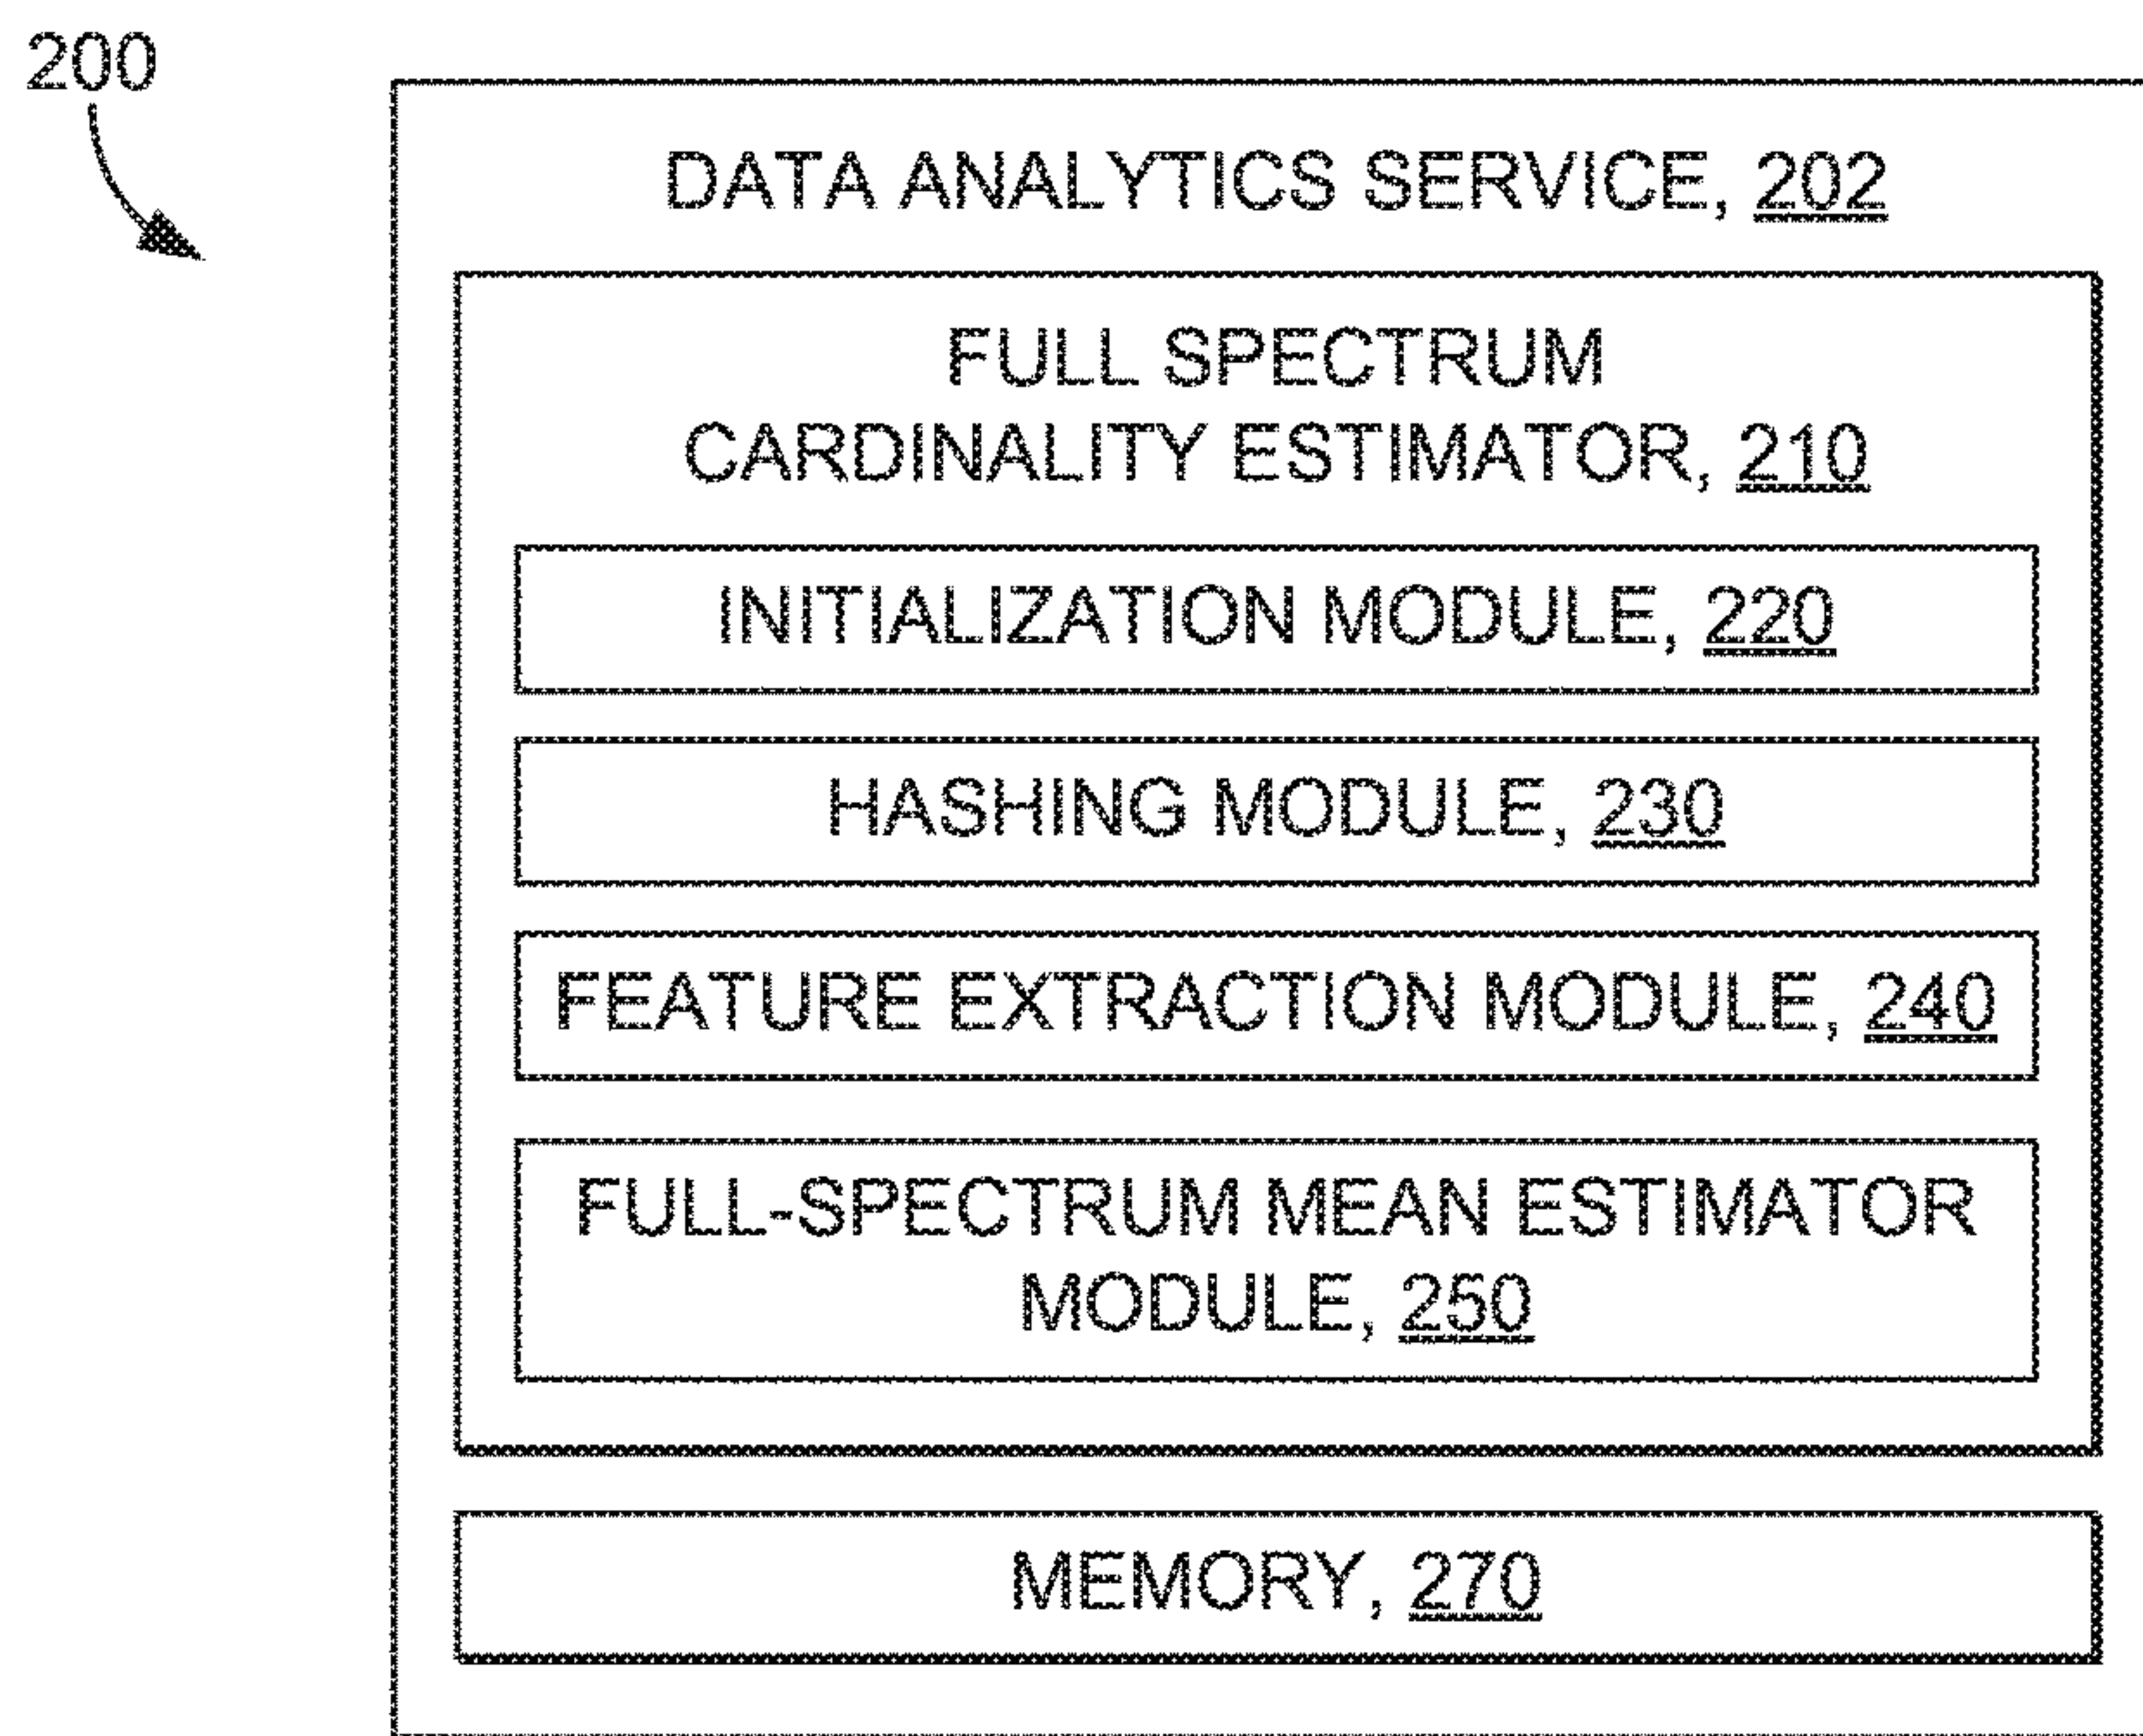 200
DATA ANALYTICS SERVICE, 202
FULL SPECTRUM
CARDINALITY ESTIMATOR, 210
INITIALIZATION MODULE, 220
HASHING MODULE, 230
FEATURE EXTRACTION MODULE, 240
FULL-SPECTRUM MEAN ESTIMATOR
MODULE, 250
MEMORY, 270